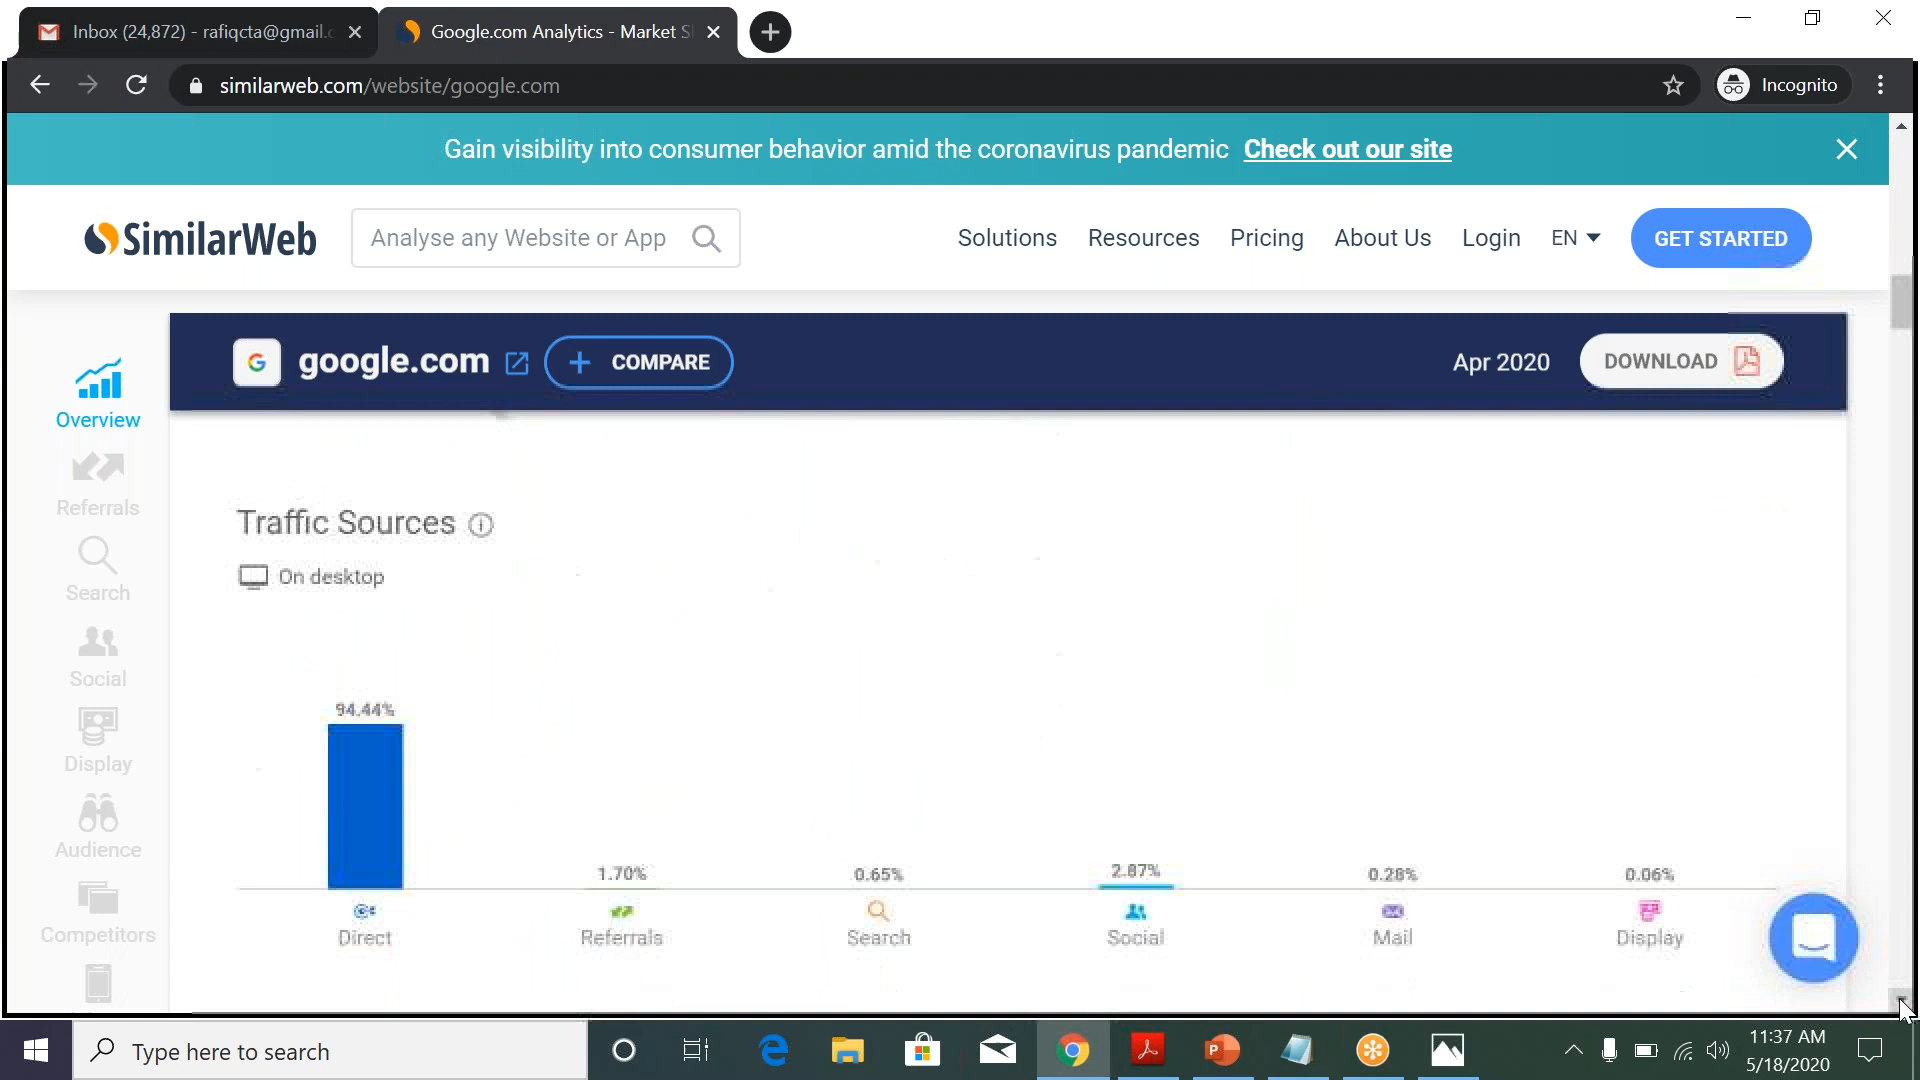 Inbox (24,872) - rafiqcta@gmail.c
Google.com Analytics - Market S
similarweb.com/website/google.com
Incognito
Gain visibility into consumer behavior amid the coronavirus pandemic Check out our site
SimilarWeb
Analyse any Website or App
Solutions
Resources
Pricing
About Us
Login
EN
GET STARTED
G google.com
+ COMPARE
Apr 2020
DOWNLOAD
Overview
Referrals
Search
Social
Display
Audience
Competitors
Traffic Sources
On desktop
94.44%
1.70%
0.65%
2.87%
0.28%
0.06%
Direct
Referrals
Search
Social
Mail
Display
Type here to search
11:37 AM
5/18/2020